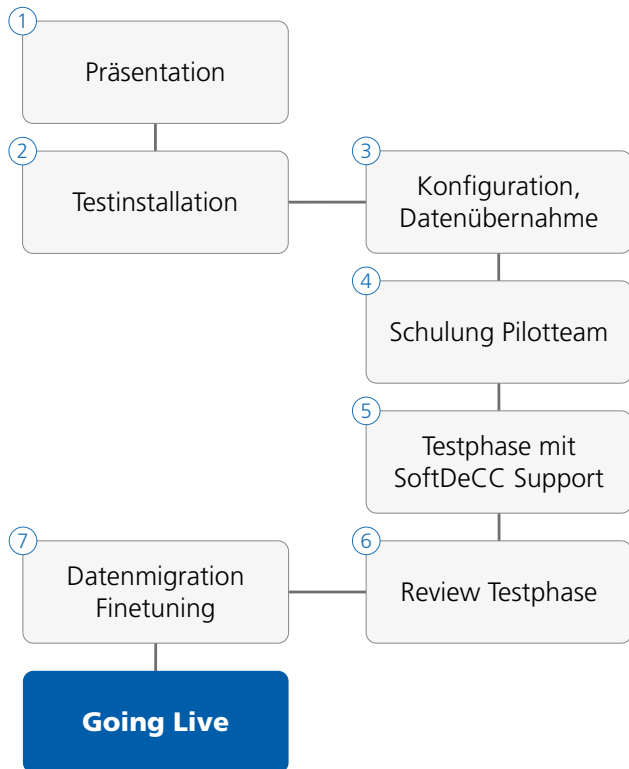 1
Präsentation
2
Testinstallation
3
Konfiguration,
Datenübernahme
4
Schulung Pilotteam
5
Testphase mit
SoftDeCC Support
6
Review Testphase
7
Datenmigration
Finetuning
Going Live